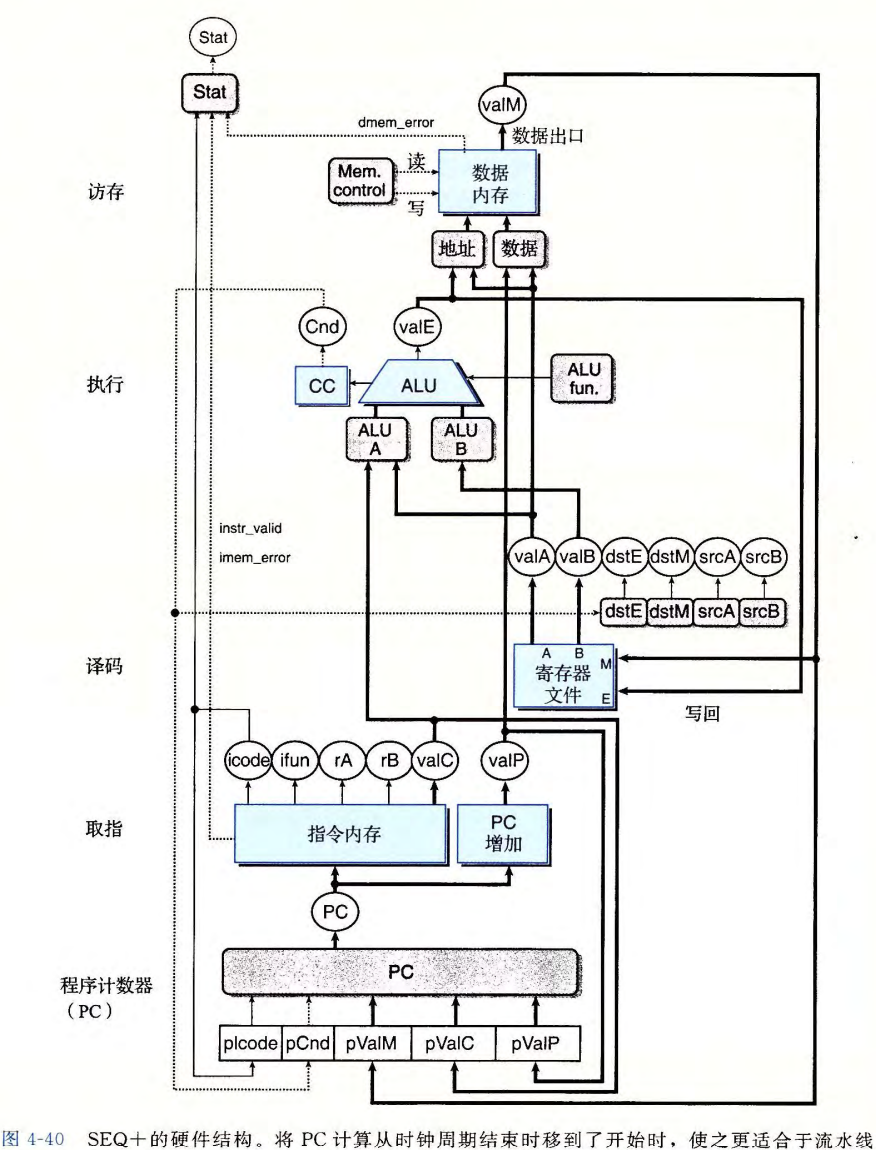 Stat
Stat
valM
dmem_error
数据出口
Mem. control
读
写
数据内存
访存
地址
数据
Cnd
valE
执行
CC
ALU
ALU fun.
ALU A
ALU B
instr_valid
imem_error
valA valB dstE dstM srcA srcB
dstE dstM srcA srcB
译码
A B
M
寄存器文件
E
写回
icode ifun rA rB valC
valP
取指
指令内存
PC 增加
PC
PC
程序计数器
（PC）
pIcode pCnd pValM pValC pValP
图 4-40 SEQ+的硬件结构。将 PC 计算从时钟周期结束时移到了开始时，使之更适合于流水线